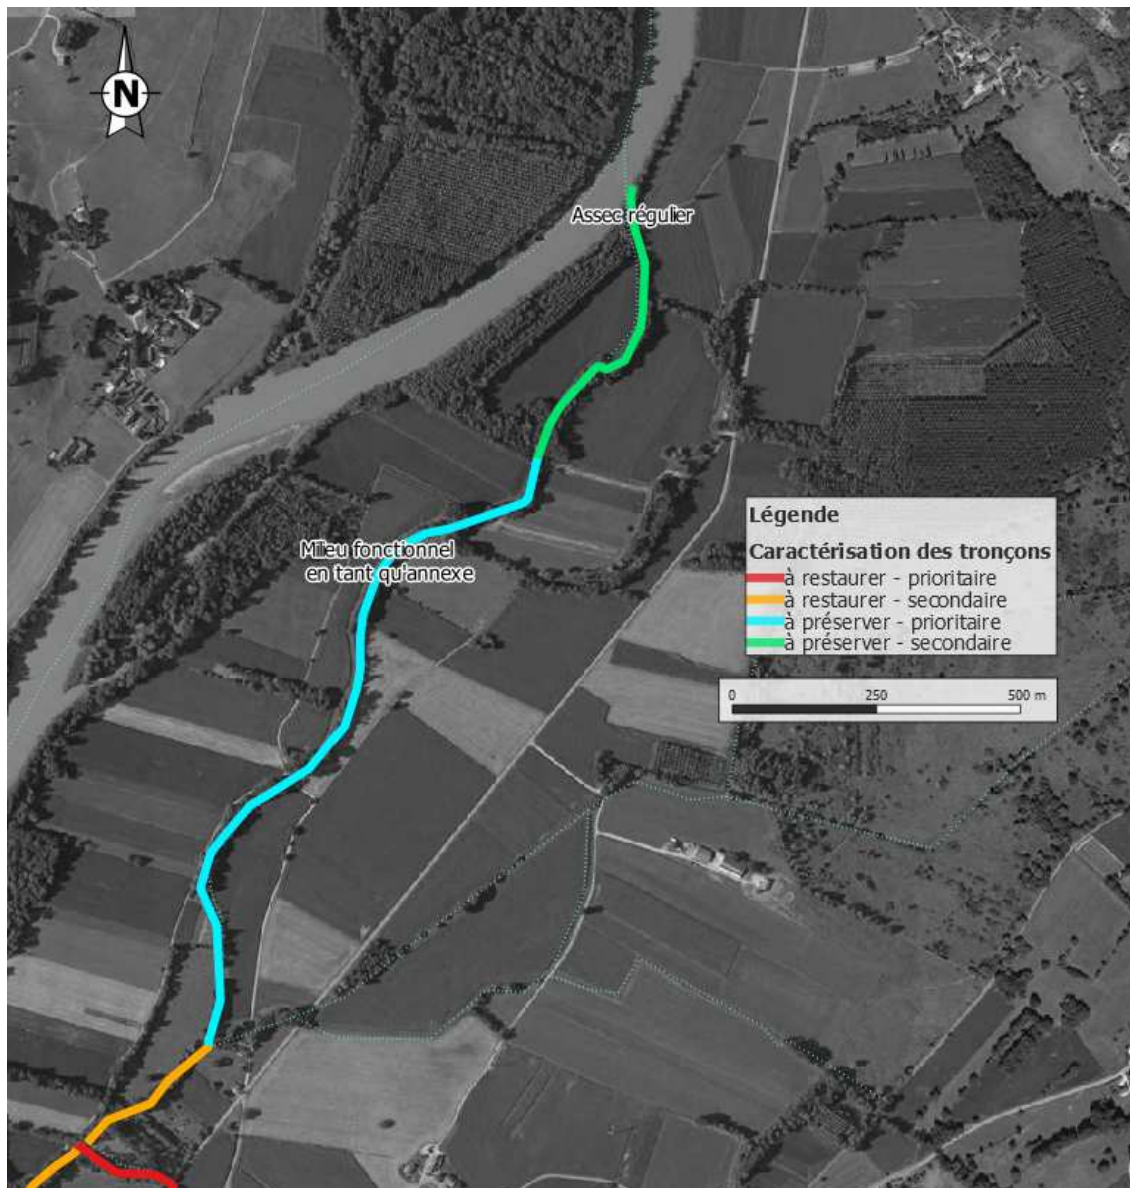 N
Assec régulier
Milieu fonctionnel
en tant qu'annexe
Légende
Caractérisation des tronçons
à restaurer - prioritaire
à restaurer - secondaire
à préserver - prioritaire
à préserver - secondaire
0 250 500 m